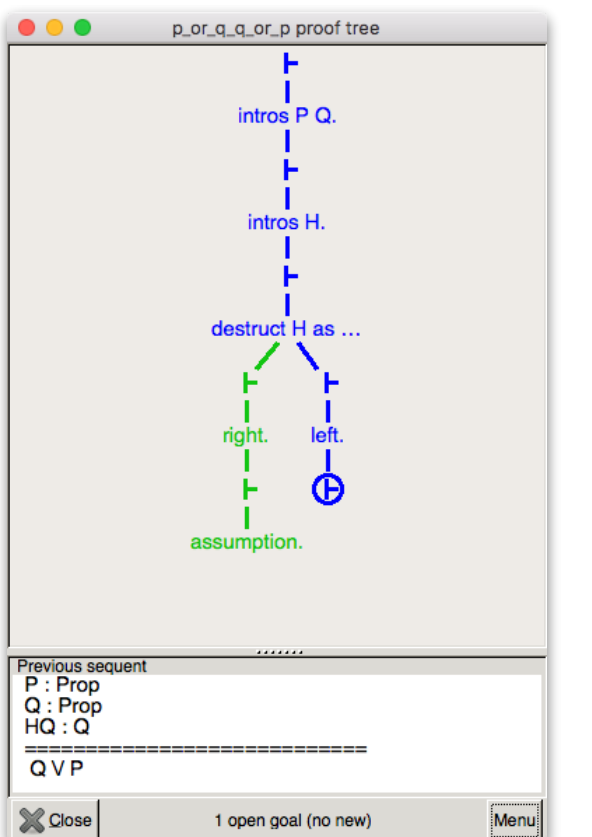 p_or_q_q_or_p proof tree
intros P Q.
intros H.
destruct H as ...
right. left.
assumption.
Previous sequent
P : Prop
Q : Prop
HQ : Q
============================
Q V P
Close 1 open goal (no new) Menu